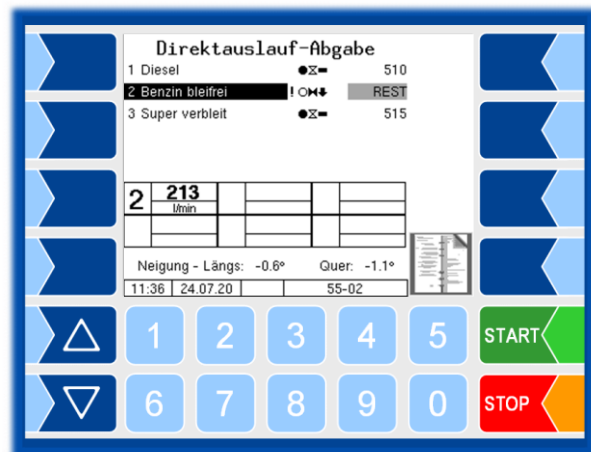 Direktauslauf-Abgabe
1 Diesel 510
2 Benzin bleifrei ! REST
3 Super verbleit 515
2 213
l/min
Neigung - Längs: -0.6° Quer: -1.1°
11:36 24.07.20 55-02
1 2 3 4 5 START
6 7 8 9 0 STOP